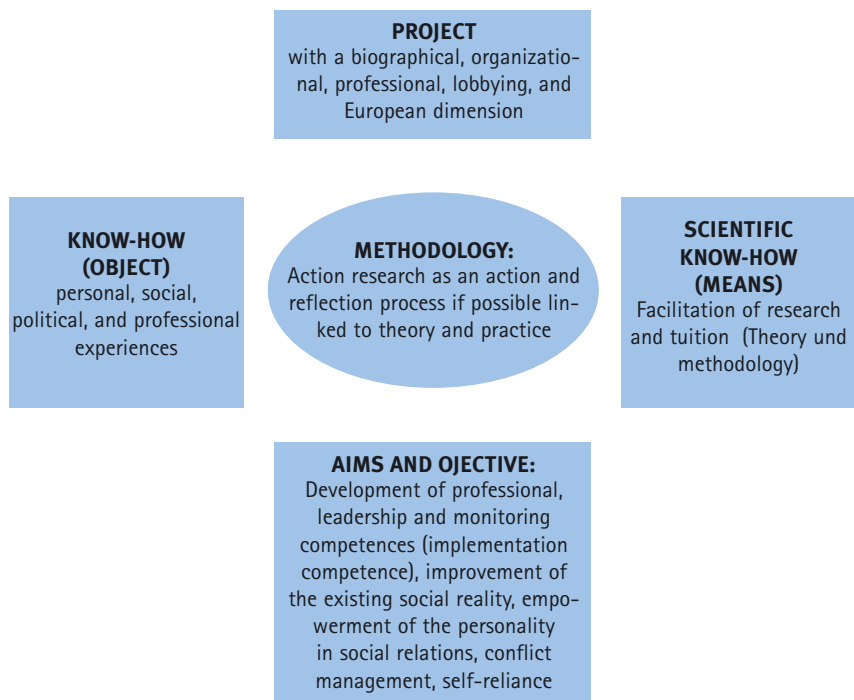 PROJECT
with a biographical, organizatio-
nal, professional, lobbying, and
European dimension
KNOW-HOW
(OBJECT)
personal, social,
political, and professional
experiences
METHODOLOGY:
Action research as an action and
reflection process if possible lin-
ked to theory and practice
SCIENTIFIC
KNOW-HOW
(MEANS)
Facilitation of research
and tuition (Theory und
methodology)
AIMS AND OJECTIVE:
Development of professional,
leadership and monitoring
competences (implementation
competence), improvement of
the existing social reality, empo-
werment of the personality
in social relations, conflict
management, self-reliance